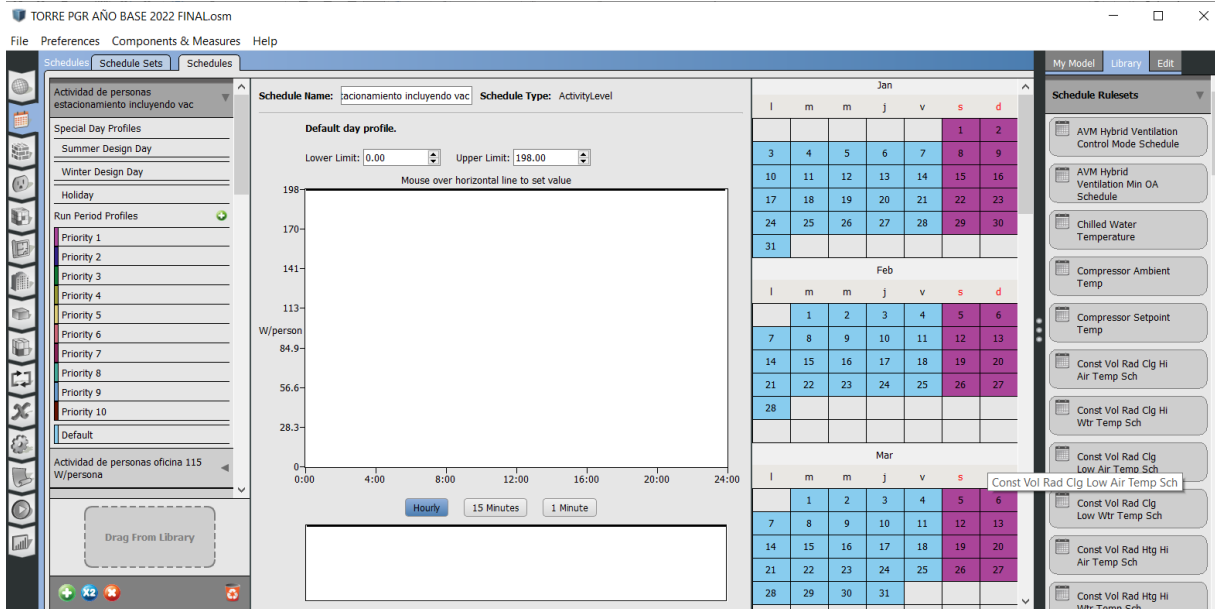 TORRE PGR AÑO BASE 2022 FINAL.osm
File Preferences Components & Measures Help
Schedules Schedule Sets Schedules
Actividad de personas
estacionamiento incluyendo vac
Special Day Profiles
Summer Design Day
Winter Design Day
Holiday
Run Period Profiles
Priority 1
Priority 2
Priority 3
Priority 4
Priority 5
Priority 6
Priority 7
Priority 8
Priority 9
Priority 10
Default
Actividad de personas oficina 115
W/persona
Drag From Library
X2
Schedule Name: tacionamiento incluyendo vac Schedule Type: ActivityLevel
Default day profile.
Lower Limit: 0.00 Upper Limit: 198.00
Mouse over horizontal line to set value
198
170
141
113
W/person
84.9
56.6
28.3
0
0:00 4:00 8:00 12:00 16:00 20:00 24:00
Hourly 15 Minutes 1 Minute
Jan
l m m j v s d
1 2
3 4 5 6 7 8 9
10 11 12 13 14 15 16
17 18 19 20 21 22 23
24 25 26 27 28 29 30
31
Feb
l m m j v s d
1 2 3 4 5 6
7 8 9 10 11 12 13
14 15 16 17 18 19 20
21 22 23 24 25 26 27
28
Mar
l m m j v s
1 2 3 4 5 6
7 8 9 10 11 12 13
14 15 16 17 18 19 20
21 22 23 24 25 26 27
28 29 30 31
My Model Library Edit
Schedule Rulesets
AVM Hybrid Ventilation
Control Mode Schedule
AVM Hybrid
Ventilation Min OA
Schedule
Chilled Water
Temperature
Compressor Ambient
Temp
Compressor Setpoint
Temp
Const Vol Rad Clg Hi
Air Temp Sch
Const Vol Rad Clg Hi
Wtr Temp Sch
Const Vol Rad Clg
Low Air Temp Sch
Const Vol Rad Clg Low Air Temp Sch
Const Vol Rad Clg
Low Wtr Temp Sch
Const Vol Rad Htg Hi
Air Temp Sch
Const Vol Rad Htg Hi
Wtr Temp Sch